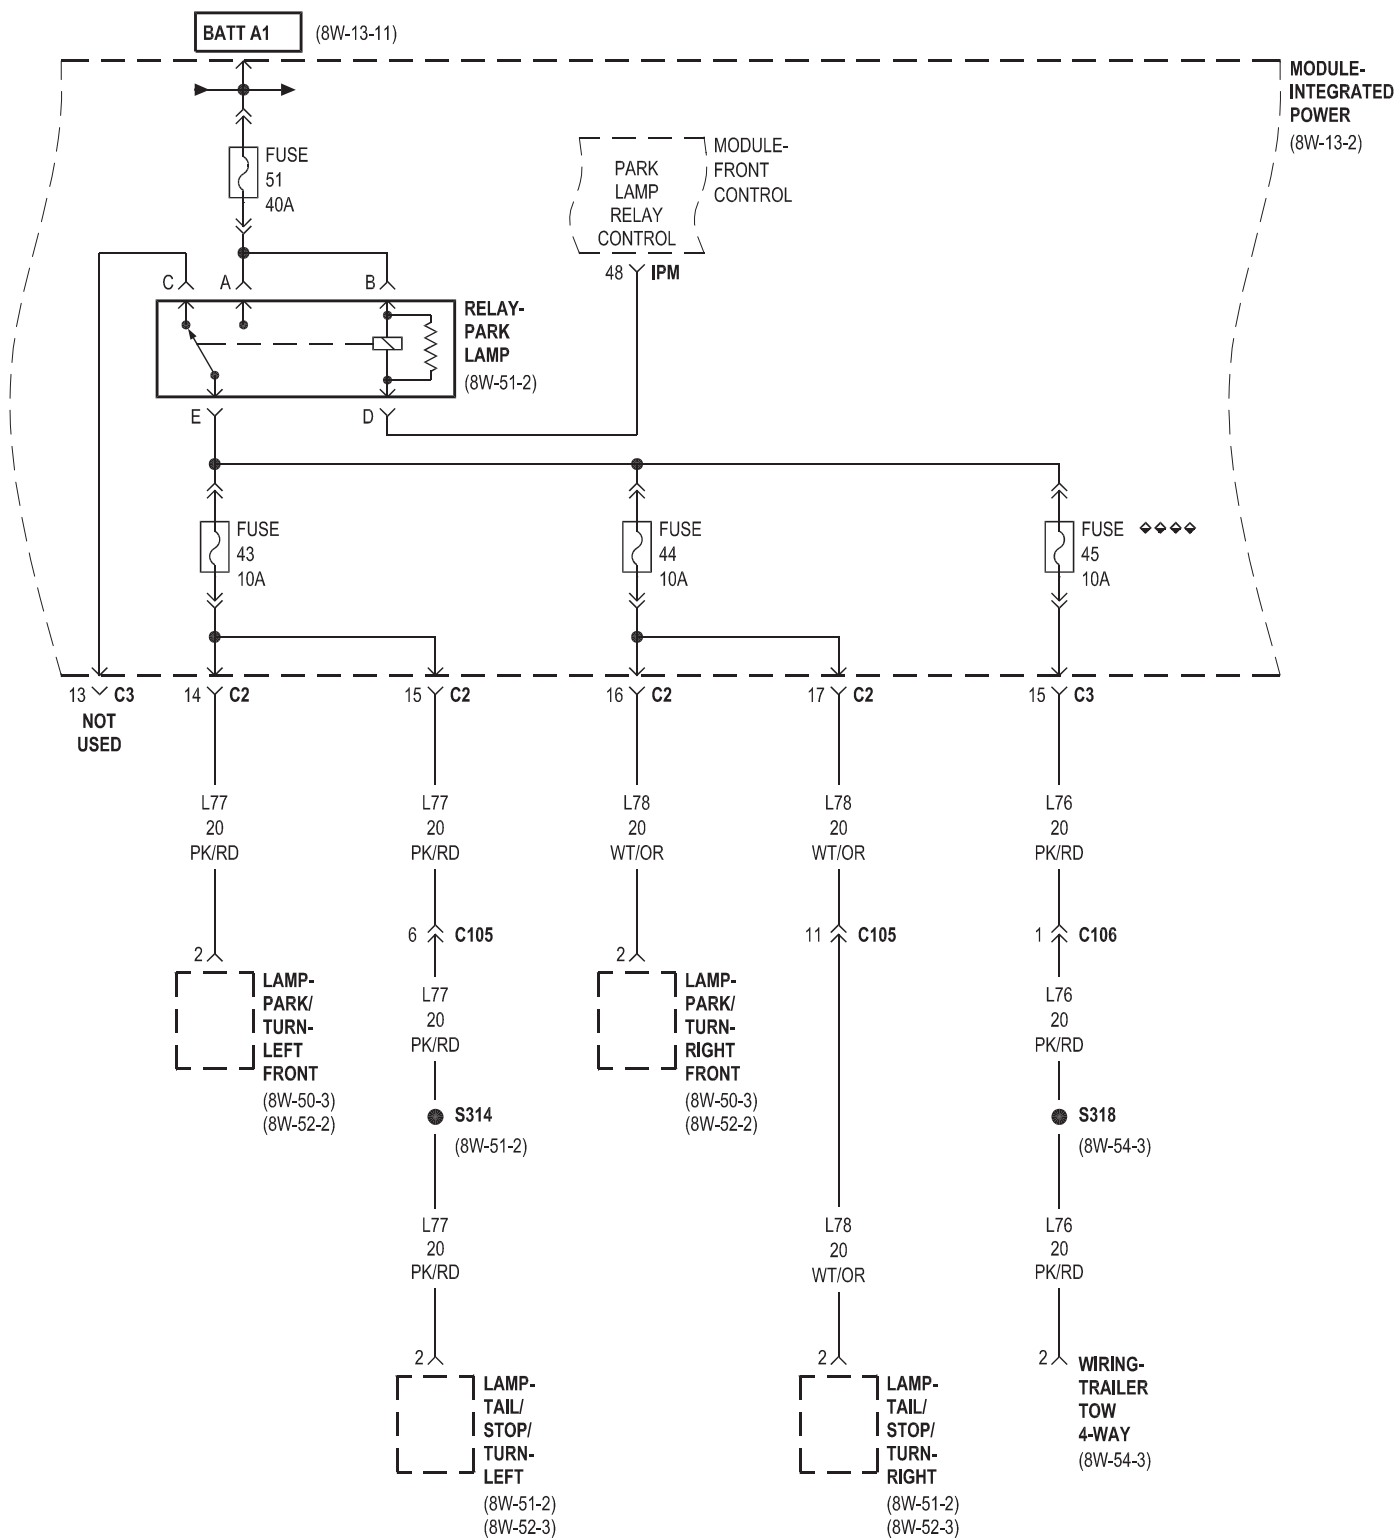 BATT A1
(8W-13-11)
MODULE-
INTEGRATED
POWER
(8W-13-2)
FUSE
51
40A
PARK
LAMP
RELAY
CONTROL
MODULE-
FRONT
CONTROL
48
IPM
C
A
B
RELAY-
PARK
LAMP
(8W-51-2)
E
D
FUSE
43
10A
FUSE
44
10A
FUSE
45
10A
13
C3
NOT
USED
14
C2
15
C2
16
C2
17
C2
15
C3
L77
20
PK/RD
L77
20
PK/RD
L78
20
WT/OR
L78
20
WT/OR
L76
20
PK/RD
6
C105
11
C105
1
C106
2
LAMP-
PARK/
TURN-
LEFT
FRONT
(8W-50-3)
(8W-52-2)
L77
20
PK/RD
2
LAMP-
PARK/
TURN-
RIGHT
FRONT
(8W-50-3)
(8W-52-2)
L76
20
PK/RD
S314
(8W-51-2)
S318
(8W-54-3)
L77
20
PK/RD
L78
20
WT/OR
L76
20
PK/RD
2
LAMP-
TAIL/
STOP/
TURN-
LEFT
(8W-51-2)
(8W-52-3)
2
LAMP-
TAIL/
STOP/
TURN-
RIGHT
(8W-51-2)
(8W-52-3)
2
WIRING-
TRAILER
TOW
4-WAY
(8W-54-3)